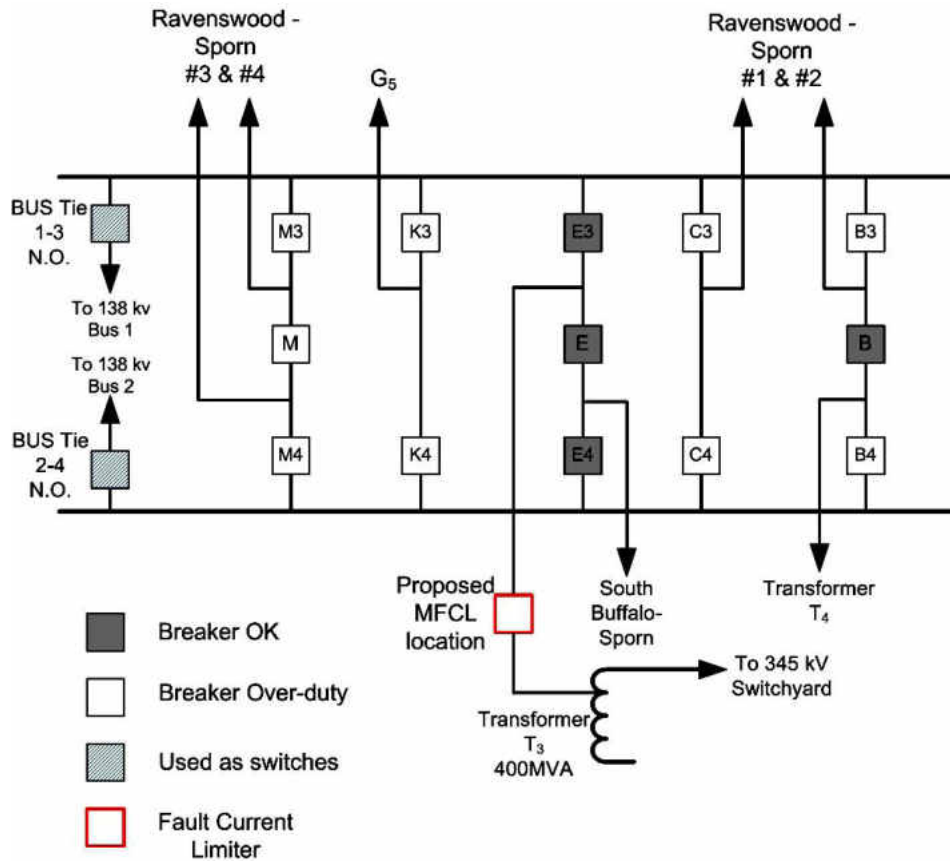 Ravenswood -
Sporn
#3 & #4
G5
Ravenswood -
Sporn
#1 & #2
BUS Tie
1-3
N.O.
To 138 kv
Bus 1
To 138 kv
Bus 2
BUS Tie
2-4
N.O.
M3
K3
E3
C3
B3
M
E
B
M4
K4
E4
C4
B4
Proposed
MFCL
location
South
Buffalo-
Sporn
Transformer
T4
To 345 kV
Switchyard
Transformer
T3
400MVA
Breaker OK
Breaker Over-duty
Used as switches
Fault Current
Limiter